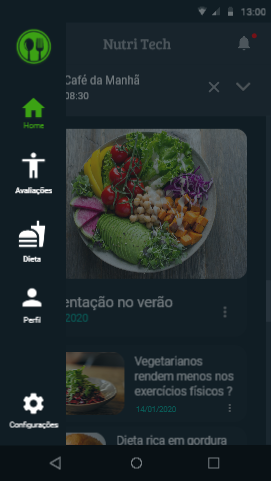 13:00
Nutri Tech
Café da Manhã
08:30
Home
Avaliações
Dieta
Perfil
entação no verão
2020
Vegetarianos
rendem menos nos
exercícios físicos ?
14/01/2020
Configurações
Dieta rica em gordura